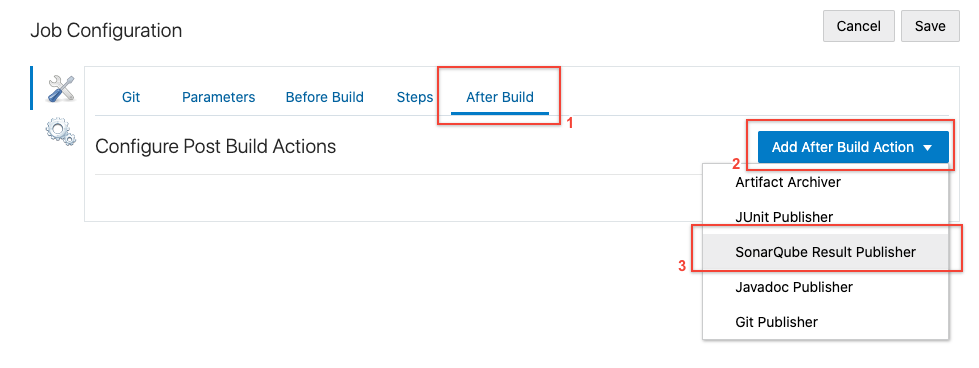 Job Configuration
Cancel
Save
Git
Parameters
Before Build
Steps
After Build
1
Configure Post Build Actions
Add After Build Action
2
Artifact Archiver
JUnit Publisher
SonarQube Result Publisher
3
Javadoc Publisher
Git Publisher